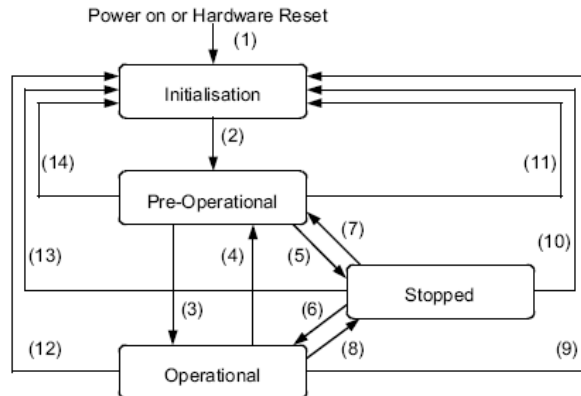 Power on or Hardware Reset
(1)
Initialisation
(2)
(14)
(11)
Pre-Operational
(7)
(13)
(4)
(5)
(10)
Stopped
(3)
(6)
(12)
(8)
(9)
Operational